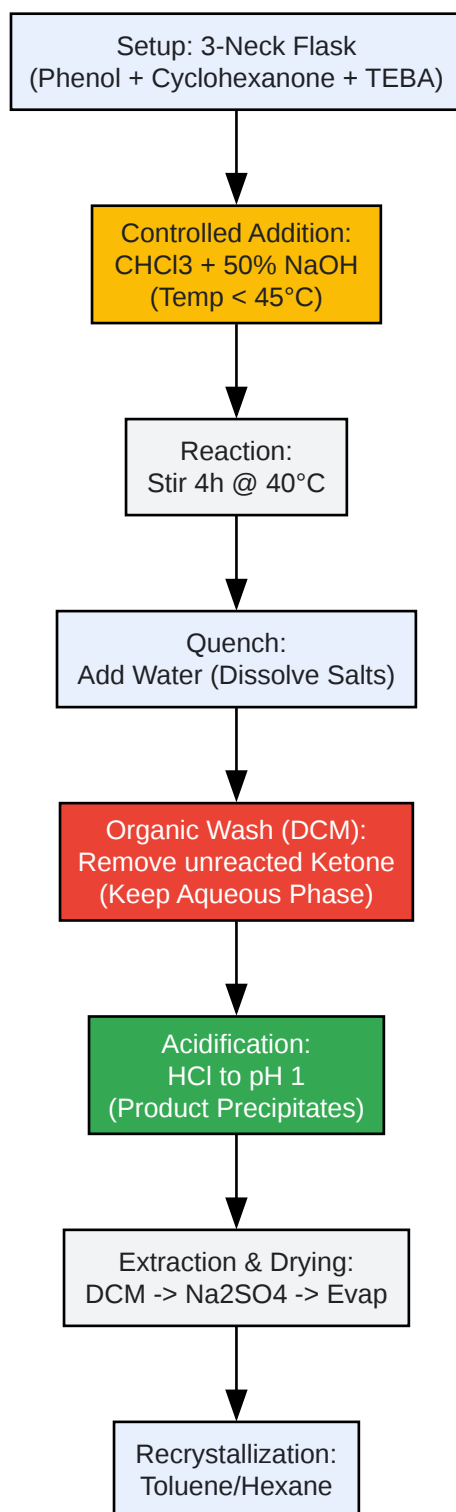 Setup: 3-Neck Flask
(Phenol + Cyclohexanone + TEBA)
Controlled Addition:
CHCl3 + 50% NaOH
(Temp < 45°C)
Reaction:
Stir 4h @ 40°C
Quench:
Add Water (Dissolve Salts)
Organic Wash (DCM):
Remove unreacted Ketone
(Keep Aqueous Phase)
Acidification:
HCl to pH 1
(Product Precipitates)
Extraction & Drying:
DCM -> Na2SO4 -> Evap
Recrystallization:
Toluene/Hexane